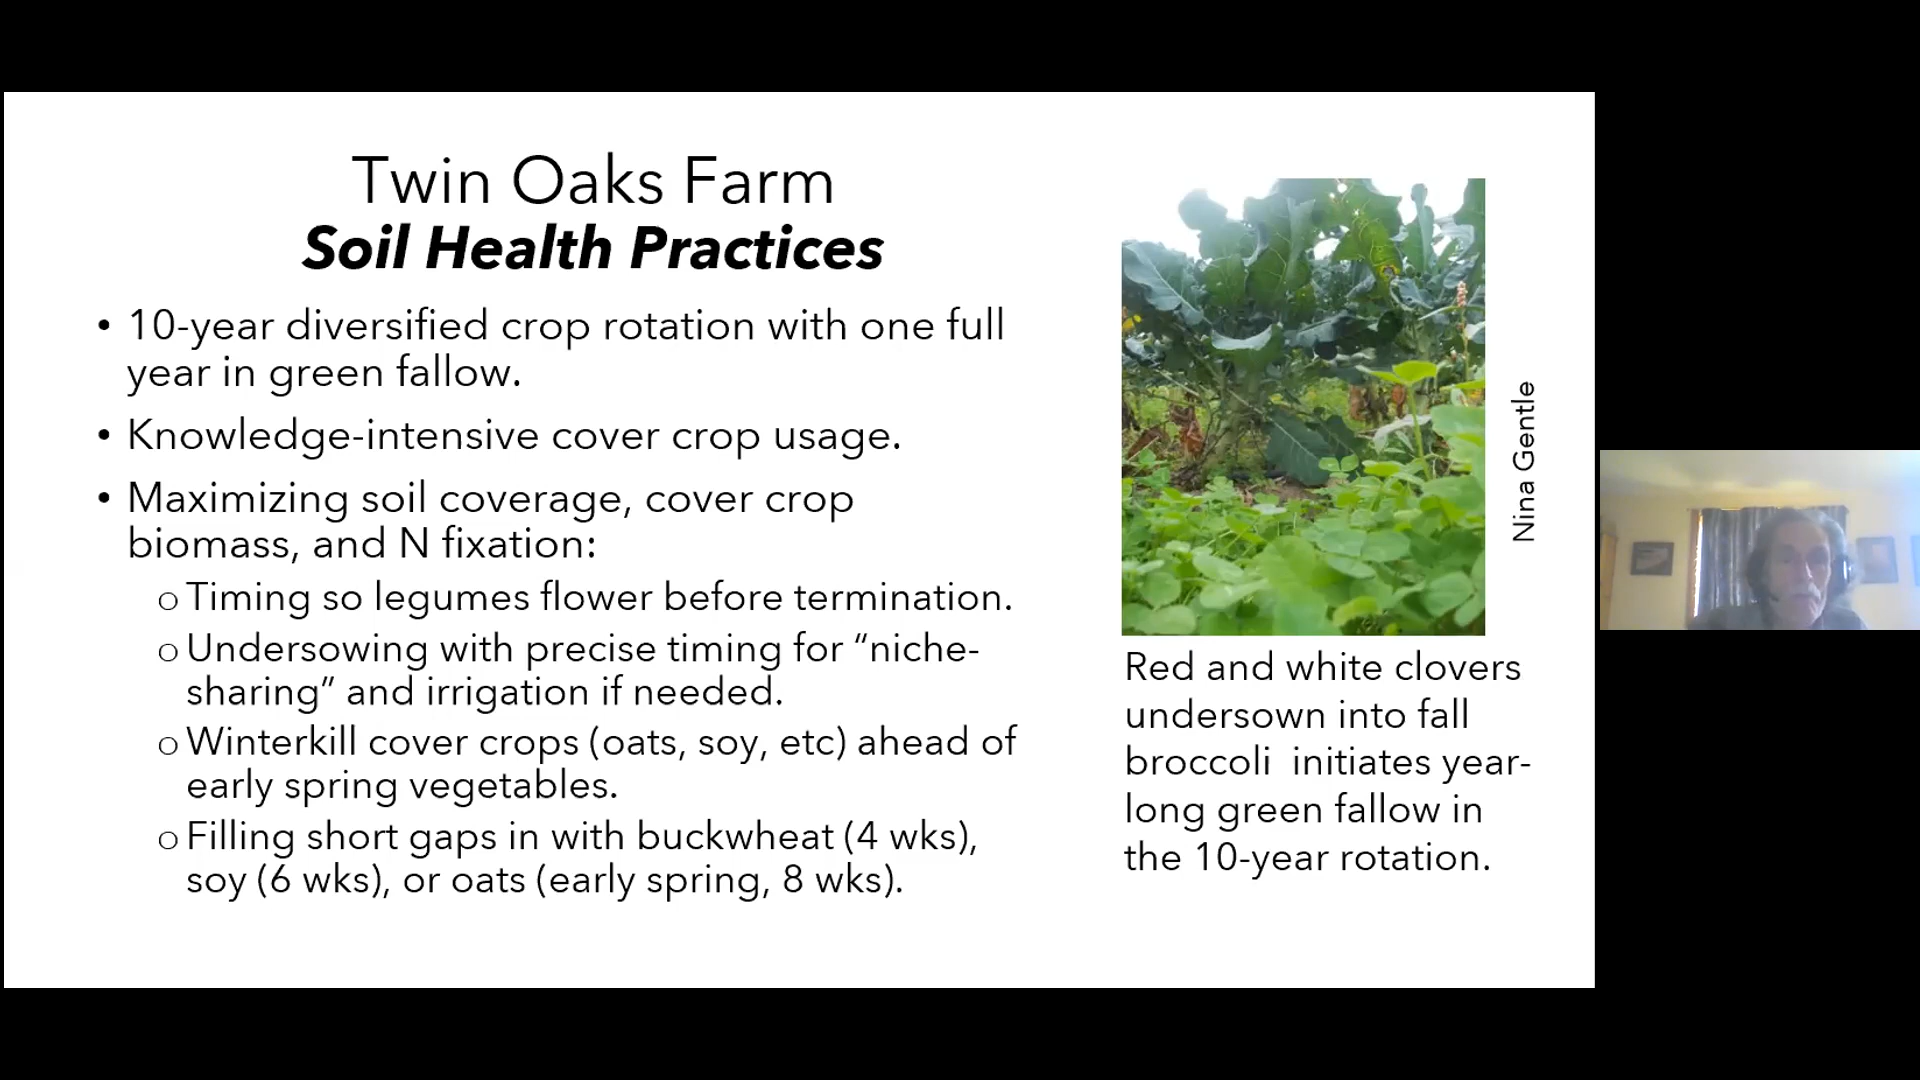 Twin Oaks Farm
Soil Health Practices
• 10-year diversified crop rotation with one full
year in green fallow.
• Knowledge-intensive cover crop usage.
• Maximizing soil coverage, cover crop
biomass, and N fixation:
o Timing so legumes flower before termination.
o Undersowing with precise timing for “niche-
sharing” and irrigation if needed.
o Winterkill cover crops (oats, soy, etc) ahead of
early spring vegetables.
o Filling short gaps in with buckwheat (4 wks),
soy (6 wks), or oats (early spring, 8 wks).
Nina Gentle
Red and white clovers
undersown into fall
broccoli  initiates year-
long green fallow in
the 10-year rotation.